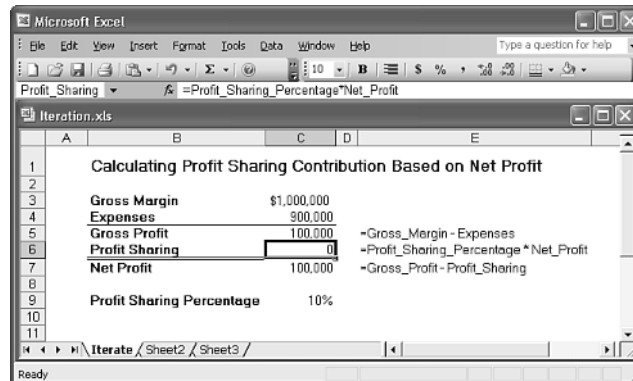 Microsoft Excel
File Edit View Insert Format Tools Data Window Help Type a question for help
10 B $ % , .00 .00
Profit_Sharing fx =Profit_Sharing_Percentage*Net_Profit
Iteration.xls
A B C D E
1 Calculating Profit Sharing Contribution Based on Net Profit
2
3 Gross Margin $1,000,000
4 Expenses 900,000
5 Gross Profit 100,000 =Gross_Margin-Expenses
6 Profit Sharing 0 =Profit_Sharing_Percentage*Net_Profit
7 Net Profit 100,000 =Gross_Profit-Profit_Sharing
8
9 Profit Sharing Percentage 10%
10
11
Iterate / Sheet2 / Sheet3 /
Ready